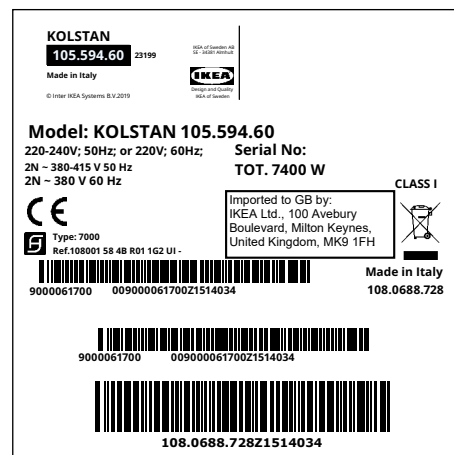 KOLSTAN
105.594.60 23199
Made in Italy
© Inter IKEA Systems B.V.2019
IKEA of Sweden AB
SE - 34381 Älmhult
IKEA
Design and Quality
IKEA of Sweden
Model: KOLSTAN 105.594.60
220-240V; 50Hz; or 220V; 60Hz;
2N ~ 380-415 V 50 Hz
2N ~ 380 V 60 Hz
Serial No:
TOT. 7400 W
CLASS I
CE
Imported to GB by:
IKEA Ltd., 100 Avebury
Boulevard, Milton Keynes,
United Kingdom, MK9 1FH
Type: 7000
Ref.108001 58 4B R01 1G2 UI -
9000061700 009000061700Z1514034
Made in Italy
108.0688.728
9000061700 009000061700Z1514034
108.0688.728Z1514034